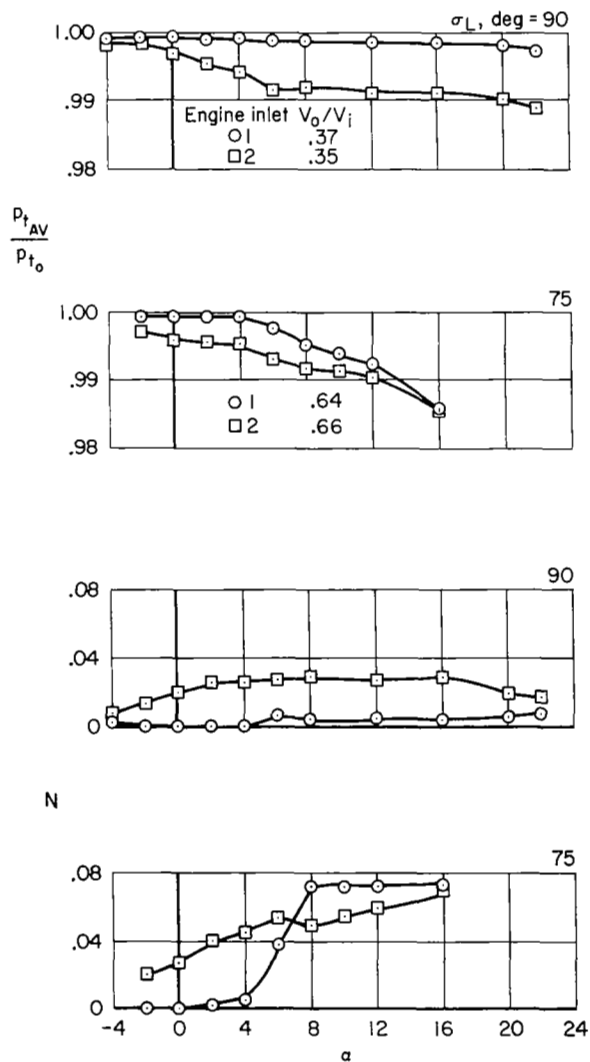 σL, deg = 90
1.00
.99
.98
Engine inlet Vo/Vi
1 .37
2 .35
ptAV
pto
75
1.00
.99
.98
1 .64
2 .66
90
.08
.04
0
N
75
.08
.04
0
-4 0 4 8 12 16 20 24
α